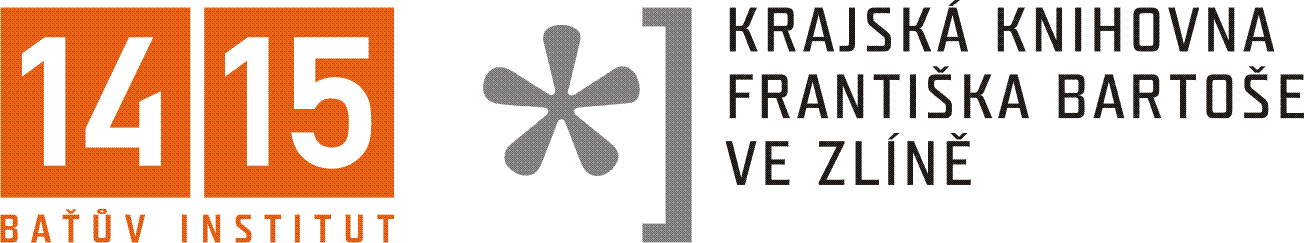 14 15
BAŤŮV INSTITUT
*]
KRAJSKÁ KNIHOVNA
FRANTIŠKA BARTOŠE
VE ZLÍNĚ